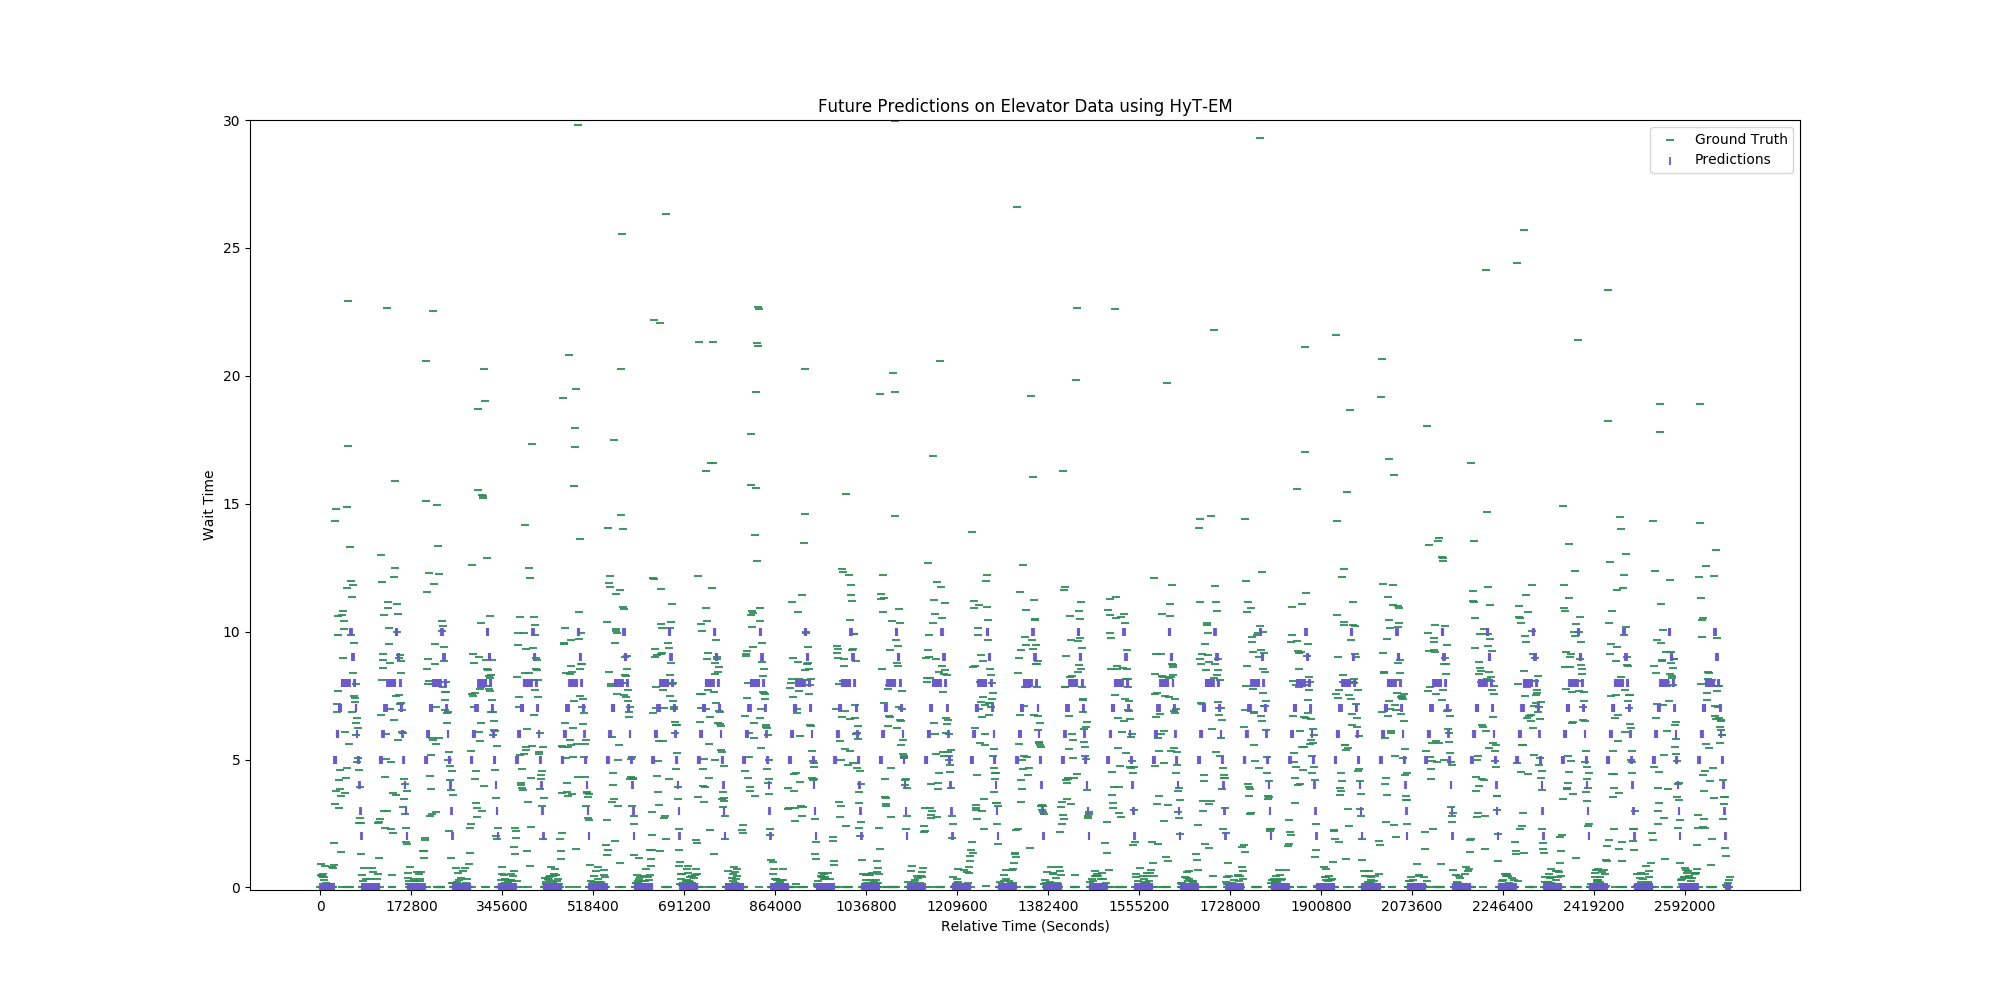 Future Predictions on Elevator Data using HyT-EM
30
25
20
15
10
5
0
Wait Time
Ground Truth
Predictions
0 172800 345600 518400 691200 864000 1036800 1209600 1382400 1555200 1728000 1900800 2073600 2246400 2419200 2592000
Relative Time (Seconds)